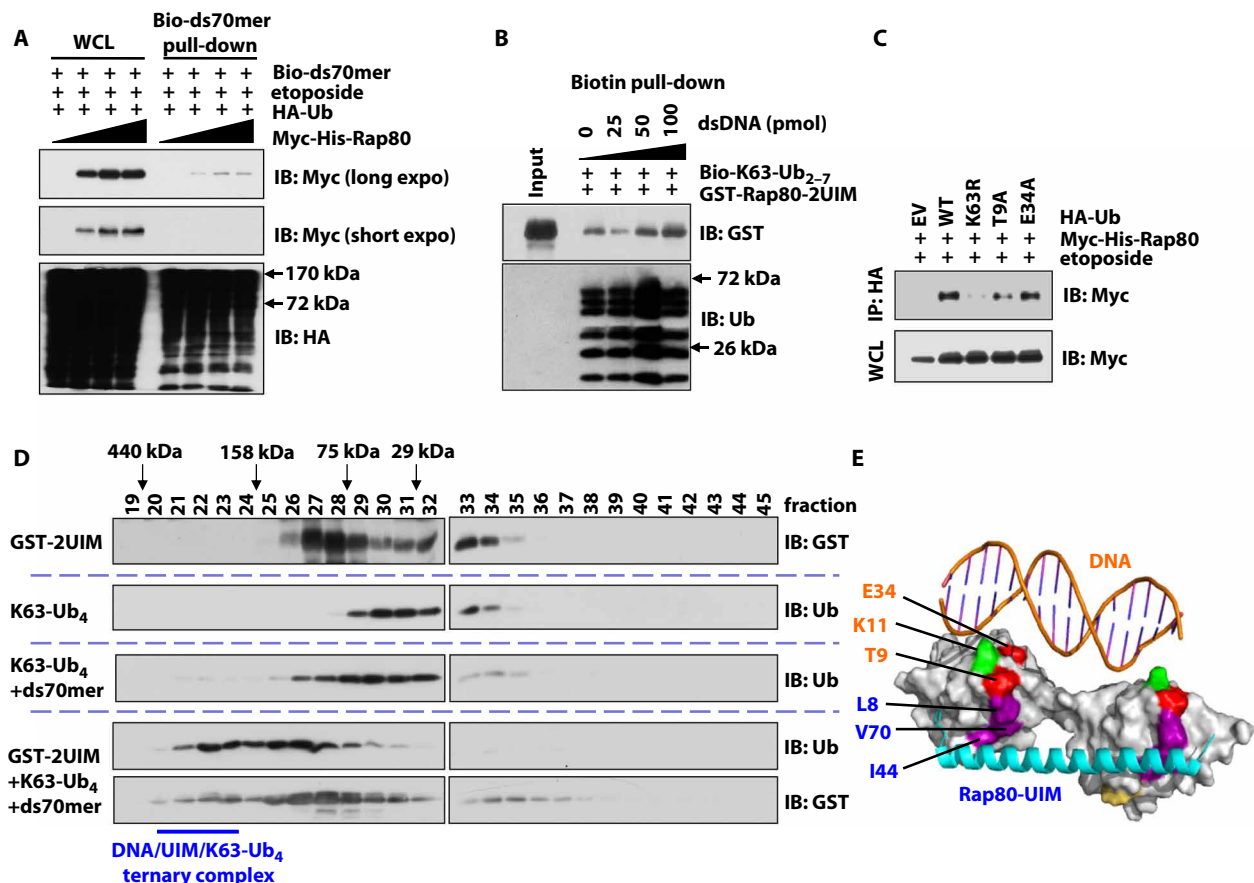 A
WCL
Bio-ds70mer
pull-down
+ + + + + + + + Bio-ds70mer
+ + + + + + + + etoposide
+ + + + + + + + HA-Ub
Myc-His-Rap80
IB: Myc (long expo)
IB: Myc (short expo)
170 kDa
72 kDa
IB: HA
B
Biotin pull-down
0 25 50 100 dsDNA (pmol)
Input
+ + + + Bio-K63-Ub2–7
+ + + + GST-Rap80-2UIM
IB: GST
72 kDa
IB: Ub
26 kDa
C
EV WT K63R T9A E34A HA-Ub
+ + + + + Myc-His-Rap80
+ + + + + etoposide
IP: HA
IB: Myc
WCL
IB: Myc
D
440 kDa 158 kDa 75 kDa 29 kDa
19 20 21 22 23 24 25 26 27 28 29 30 31 32 33 34 35 36 37 38 39 40 41 42 43 44 45 fraction
GST-2UIM
IB: GST
K63-Ub4
IB: Ub
K63-Ub4
+ds70mer
IB: Ub
GST-2UIM
+K63-Ub4
+ds70mer
IB: Ub
IB: GST
DNA/UIM/K63-Ub4
ternary complex
E
DNA
E34
K11
T9
L8
V70
I44
Rap80-UIM